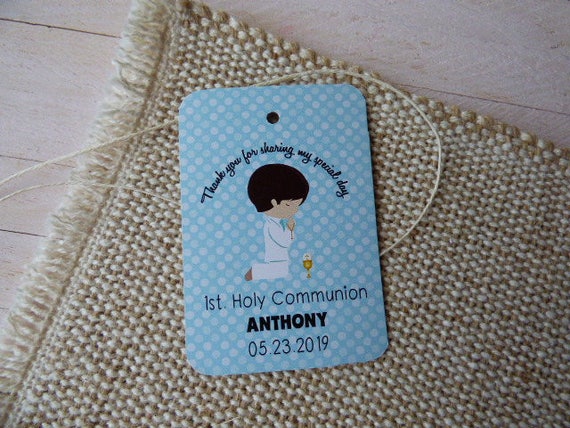 Thank you for sharing my special day
1st. Holy Communion
ANTHONY
05.23.2019